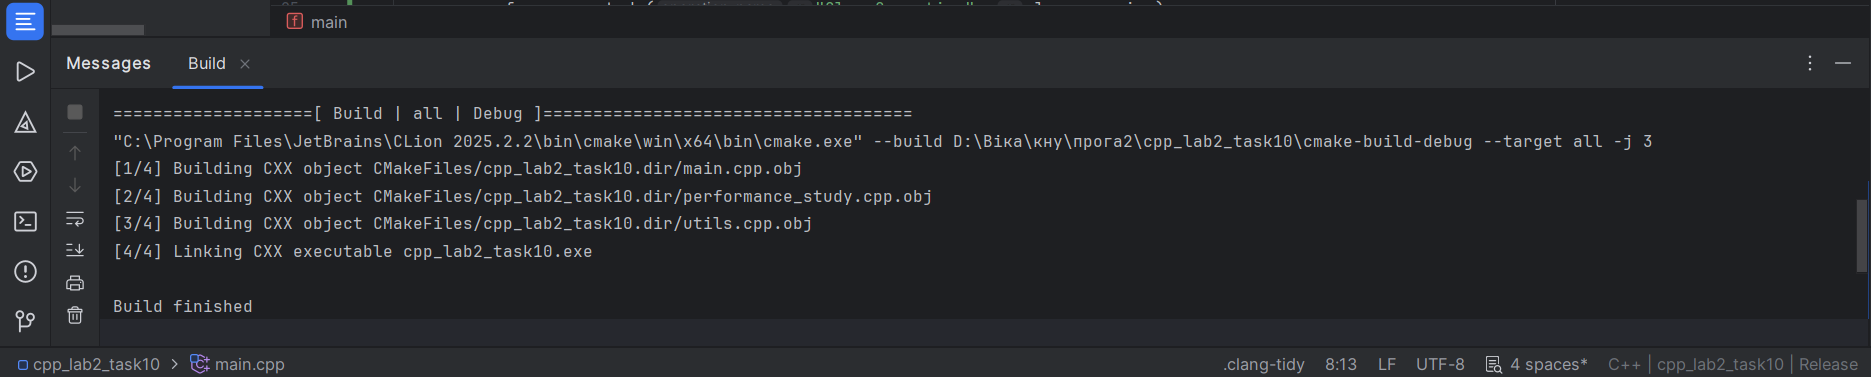 main
Messages Build
====================[ Build | all | Debug ]=====================================
"C:\Program Files\JetBrains\CLion 2025.2.2\bin\cmake\win\x64\bin\cmake.exe" --build D:\Віка\кну\прога2\cpp_lab2_task10\cmake-build-debug --target all -j 3
[1/4] Building CXX object CMakeFiles/cpp_lab2_task10.dir/main.cpp.obj
[2/4] Building CXX object CMakeFiles/cpp_lab2_task10.dir/performance_study.cpp.obj
[3/4] Building CXX object CMakeFiles/cpp_lab2_task10.dir/utils.cpp.obj
[4/4] Linking CXX executable cpp_lab2_task10.exe
Build finished
cpp_lab2_task10 > main.cpp .clang-tidy 8:13 LF UTF-8 4 spaces* C++ | cpp_lab2_task10 | Release